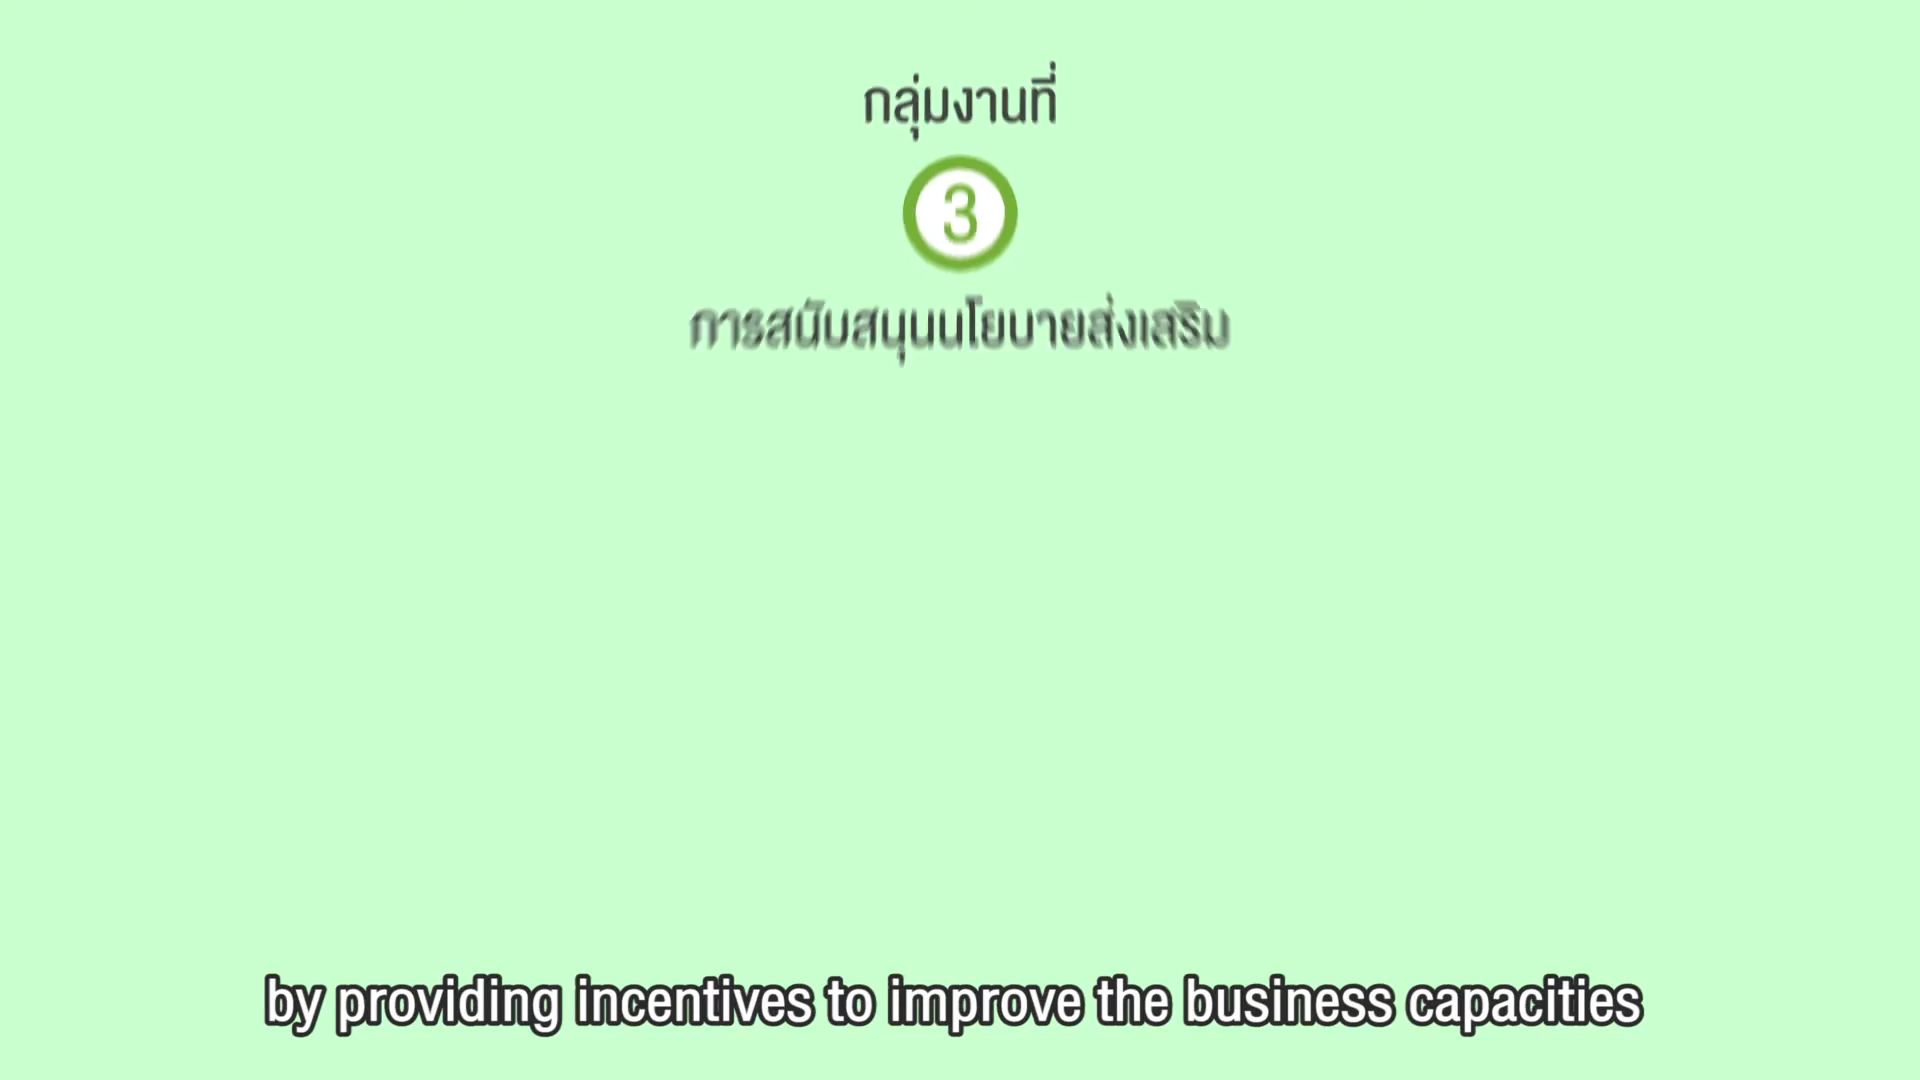 กลุ่มงานที่
3
การสนับสนุนนโยบายส่งเสริม
by providing incentives to improve the business capacities